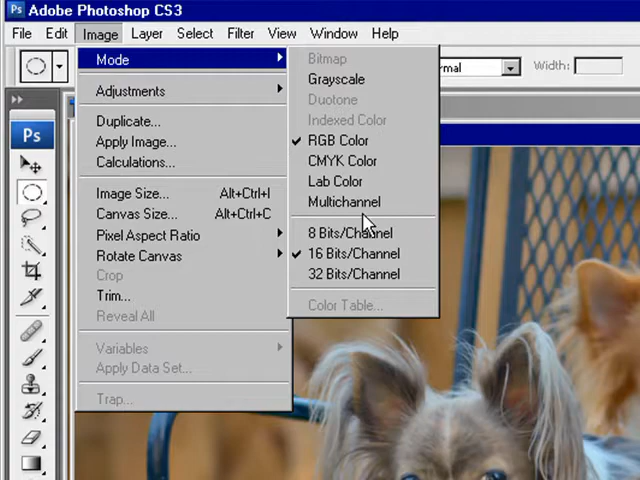 Ps Adobe Photoshop CS3
File Edit Image Layer Select Filter View Window Help
Mode
Adjustments
Duplicate...
Apply Image...
Calculations...
Image Size... Alt+Ctrl+I
Canvas Size... Alt+Ctrl+C
Pixel Aspect Ratio
Rotate Canvas
Crop
Trim...
Reveal All
Variables
Apply Data Set...
Trap...
Bitmap
Grayscale
Duotone
Indexed Color
RGB Color
CMYK Color
Lab Color
Multichannel
8 Bits/Channel
16 Bits/Channel
32 Bits/Channel
Color Table...
Width:
Ps